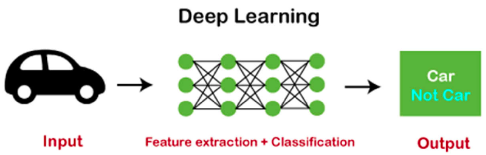 Deep Learning
Car
Not Car
Input
Feature extraction + Classification
Output